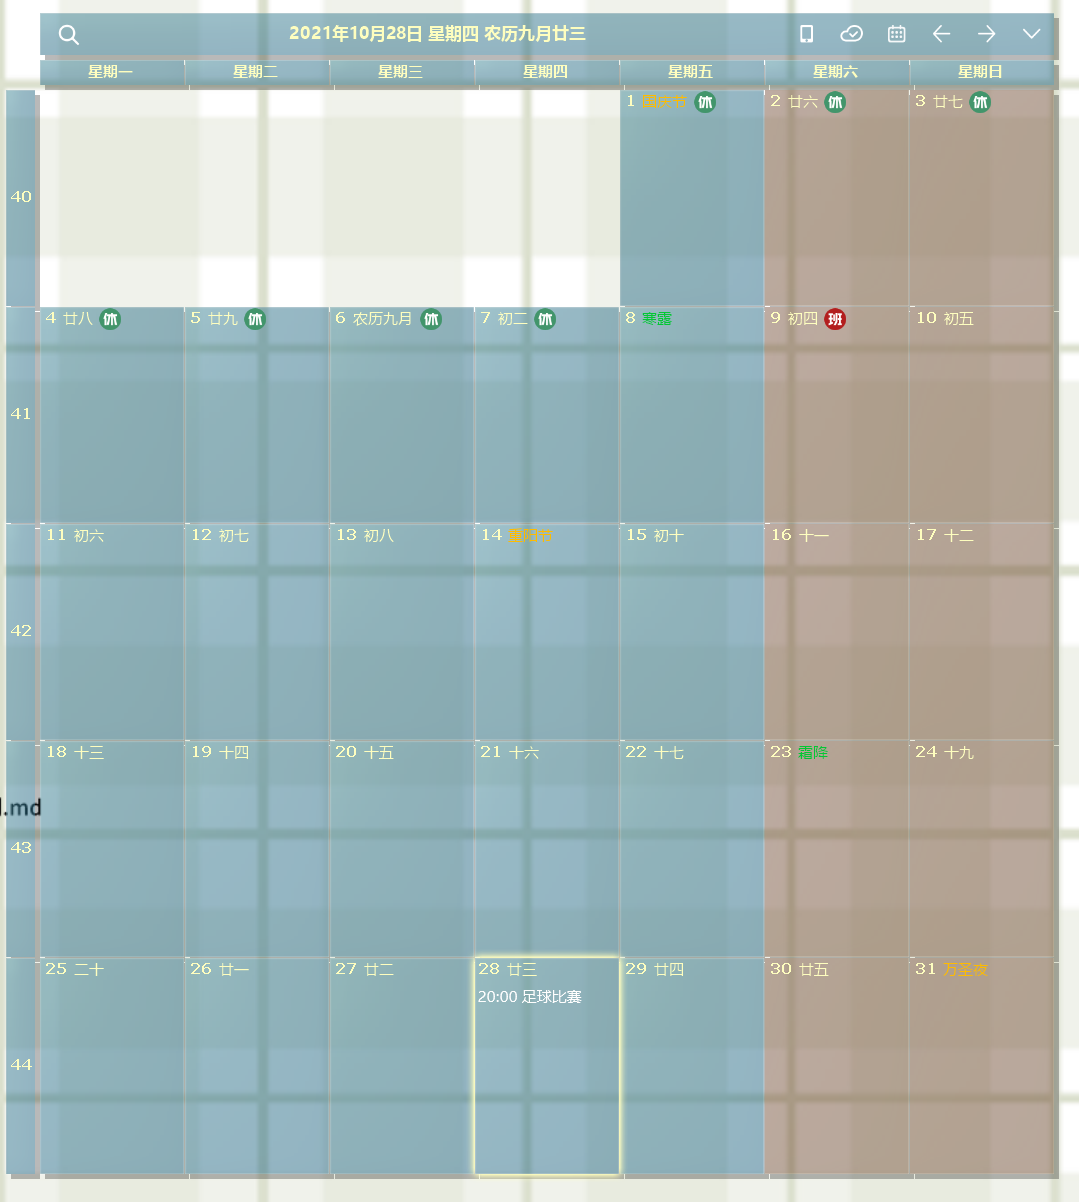 2021年10月28日 星期四 农历九月廿三
星期一 星期二 星期三 星期四 星期五 星期六 星期日
1 国庆节 休 2 廿六 休 3 廿七 休
40
4 廿八 休 5 廿九 休 6 农历九月 休 7 初二 休 8 寒露 9 初四 班 10 初五
41
11 初六 12 初七 13 初八 14 重阳节 15 初十 16 十一 17 十二
42
18 十三 19 十四 20 十五 21 十六 22 十七 23 霜降 24 十九
.md
43
25 二十 26 廿一 27 廿二 28 廿三 29 廿四 30 廿五 31 万圣夜
20:00 足球比赛
44